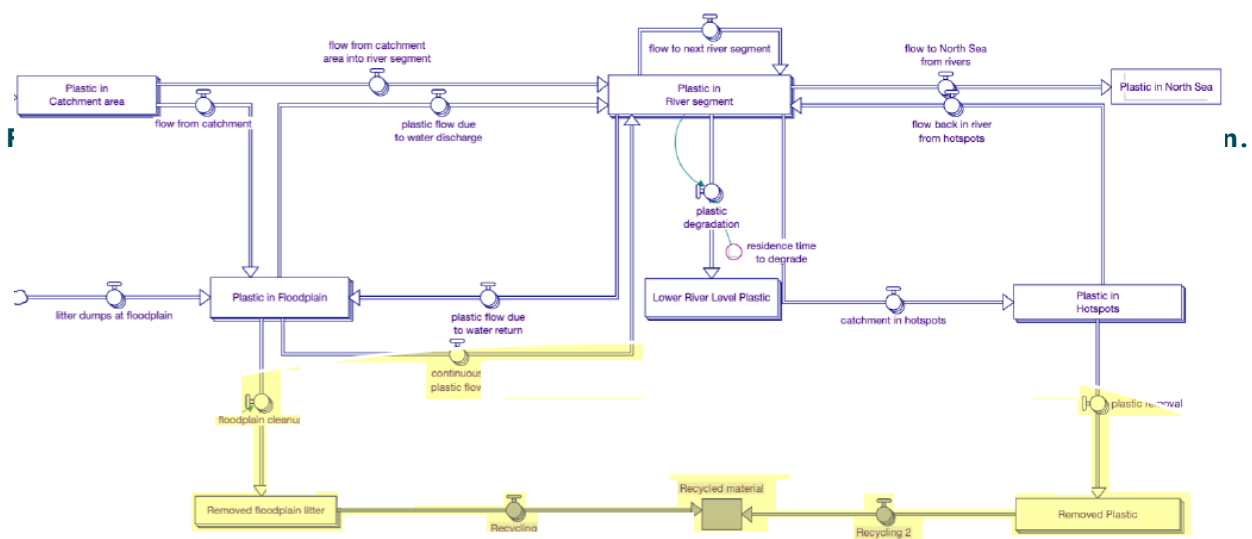 flow to next river segment
flow from catchment
area into river segment
flow to North Sea
from rivers
Plastic in
Catchment area
Plastic in
River segment
Plastic in North Sea
flow from catchment
plastic flow due
to water discharge
flow back in river
from hotspots
n.
plastic
degradation
residence time
to degrade
Plastic in Floodplain
Lower River Level Plastic
Plastic in
Hotspots
litter dumps at floodplain
plastic flow due
to water return
catchment in hotspots
continuous
plastic flow
plastic removal
floodplain cleanu
Recycled material
Removed floodplain litter
Removed Plastic
Recycling
Recycling 2